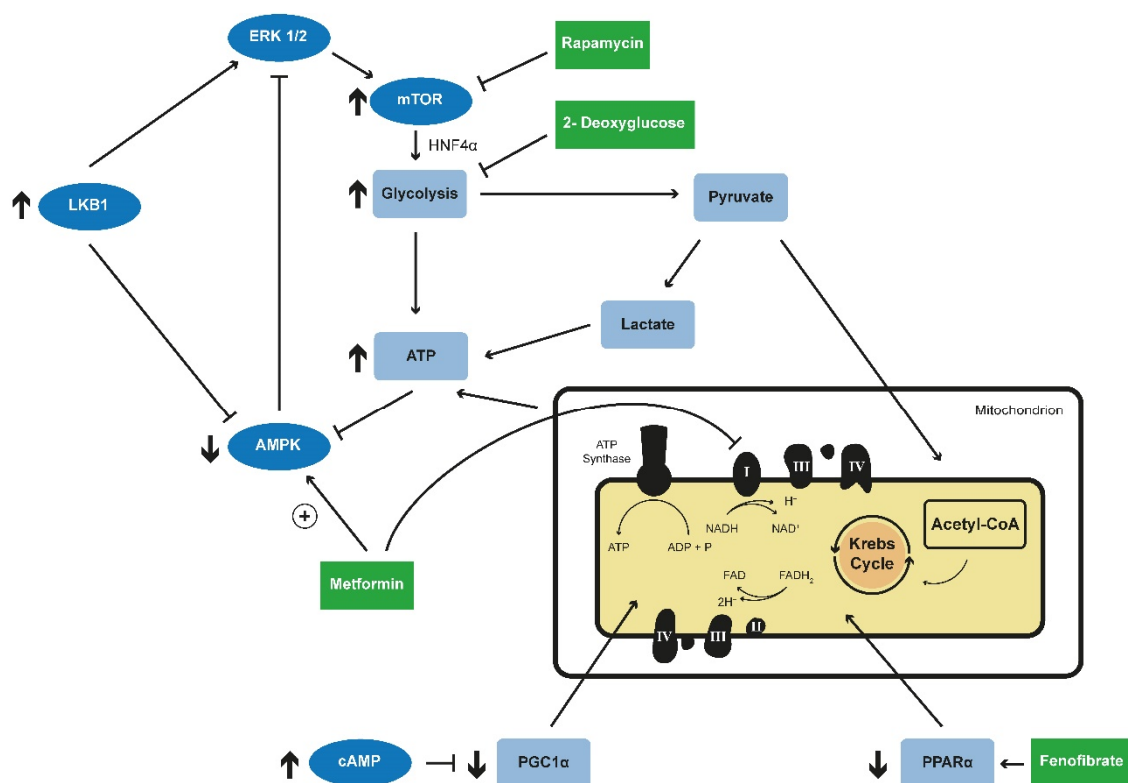 ERK 1/2
Rapamycin
mTOR
2- Deoxyglucose
HNF4α
LKB1
Glycolysis
Pyruvate
Lactate
ATP
Mitochondrion
AMPK
ATP
Synthase
I
III
IV
+
H⁻
NADH
NAD⁺
Acetyl-CoA
ATP
ADP + P
Krebs
Cycle
Metformin
FAD
FADH₂
2H⁻
IV
III
II
cAMP
PGC1α
PPARα
Fenofibrate